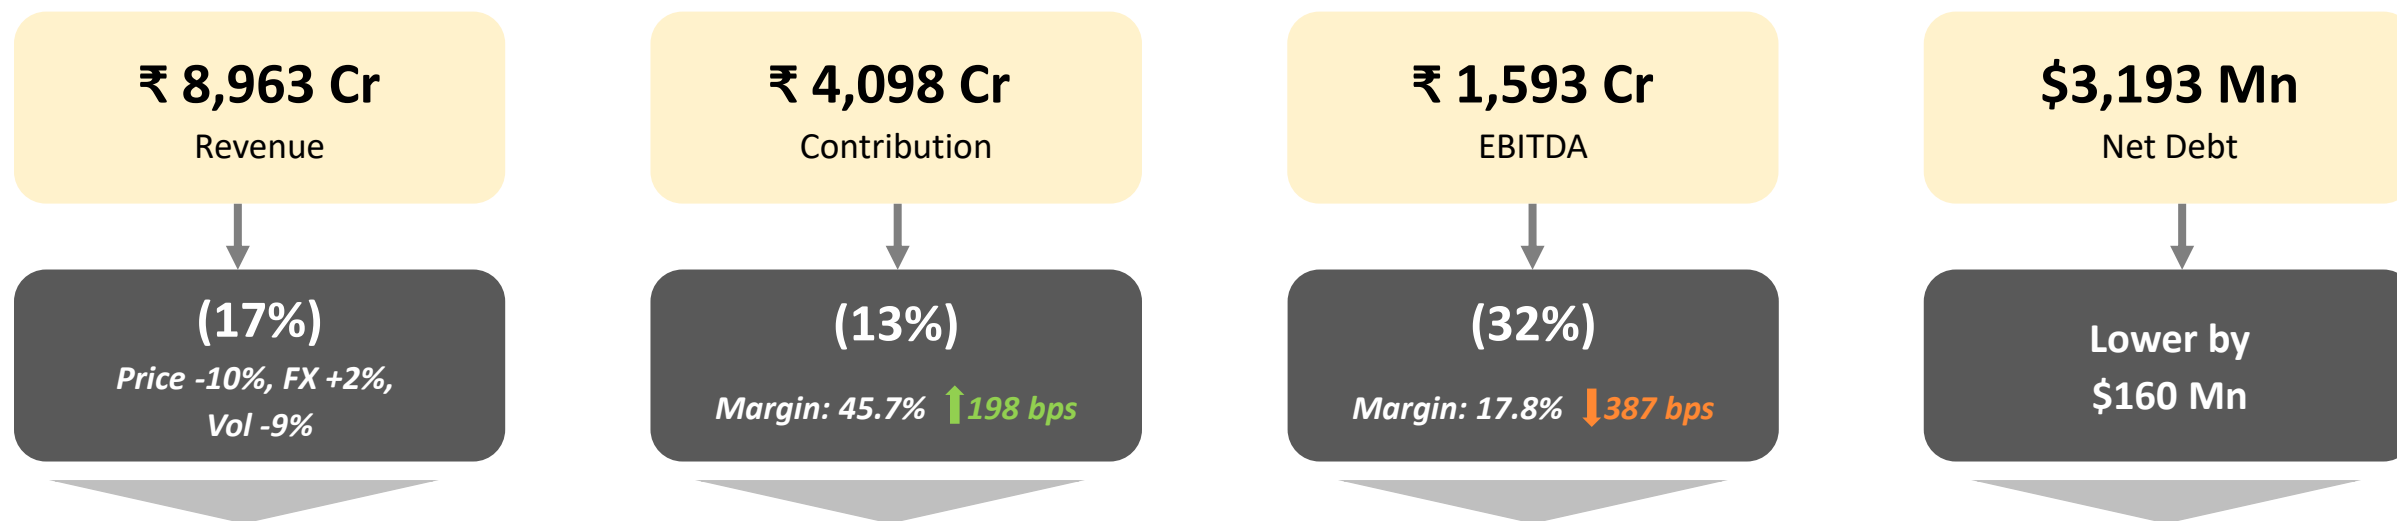 ₹ 8,963 Cr
Revenue
(17%)
Price -10%, FX +2%,
Vol -9%
₹ 4,098 Cr
Contribution
(13%)
Margin: 45.7% 198 bps
₹ 1,593 Cr
EBITDA
(32%)
Margin: 17.8% 387 bps
$3,193 Mn
Net Debt
Lower by
$160 Mn